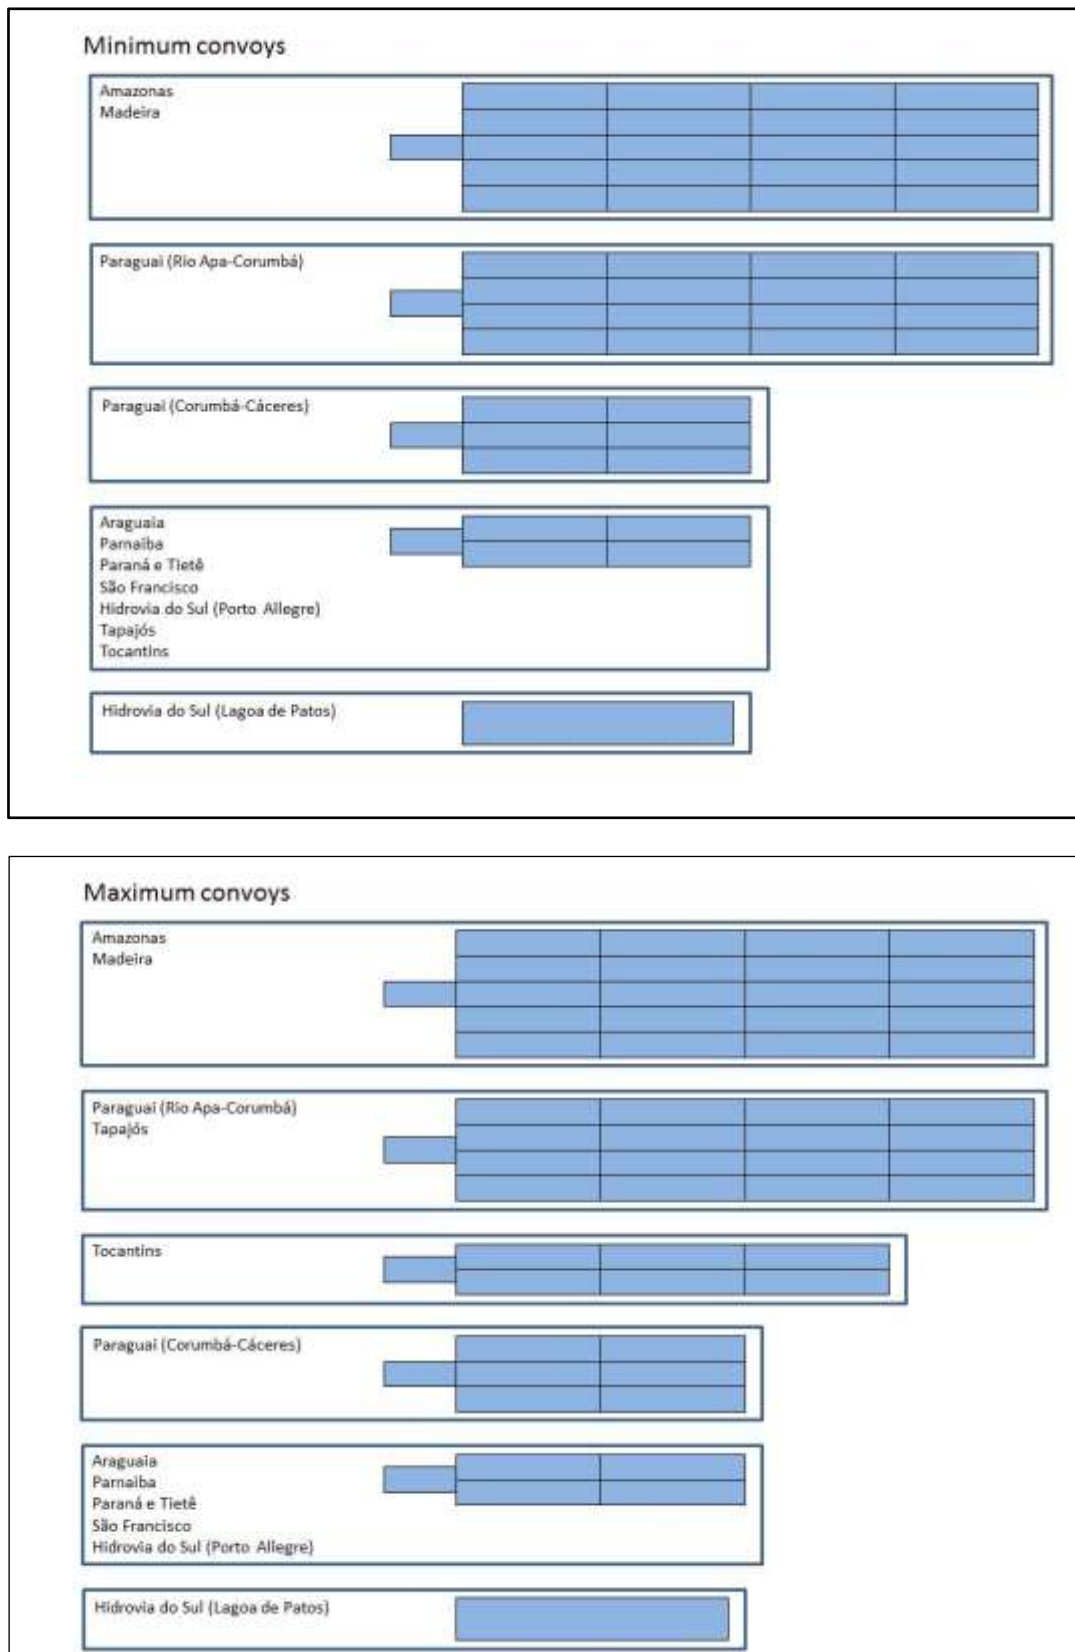 Minimum convoys
Amazonas
Madeira
Paraguai (Rio Apa-Corumbá)
Paraguai (Corumbá-Cáceres)
Araguaia
Parnaiba
Paraná e Tietê
São Francisco
Hidrovia do Sul (Porto Allegre)
Tapajós
Tocantins
Hidrovia do Sul (Lagoa de Patos)
Maximum convoys
Amazonas
Madeira
Paraguai (Rio Apa-Corumbá)
Tapajós
Tocantins
Paraguai (Corumbá-Cáceres)
Araguaia
Parnaiba
Paraná e Tietê
São Francisco
Hidrovia do Sul (Porto Allegre)
Hidrovia do Sul (Lagoa de Patos)